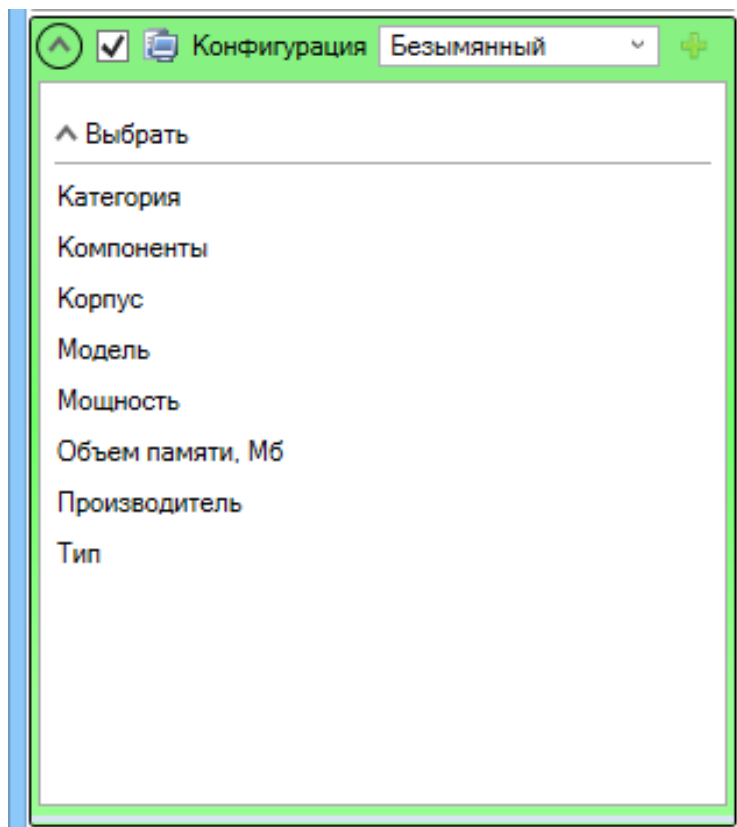 Конфигурация Безымянный
Выбрать
Категория
Компоненты
Корпус
Модель
Мощность
Объем памяти, Мб
Производитель
Тип